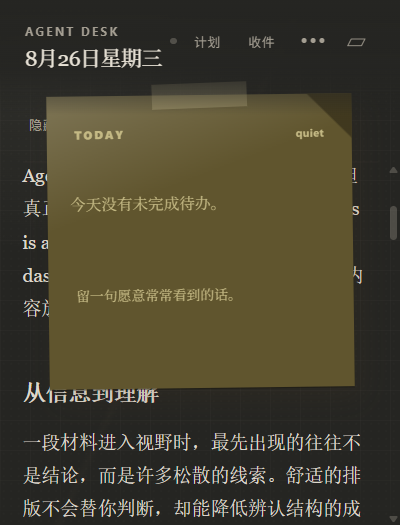 AGENT DESK
8月26日星期三
计划
收件
TODAY
quiet
今天没有未完成待办。
留一句愿意常常看到的话。
从信息到理解
一段材料进入视野时，最先出现的往往不
是结论，而是许多松散的线索。舒适的排
版不会替你判断，却能降低辨认结构的成